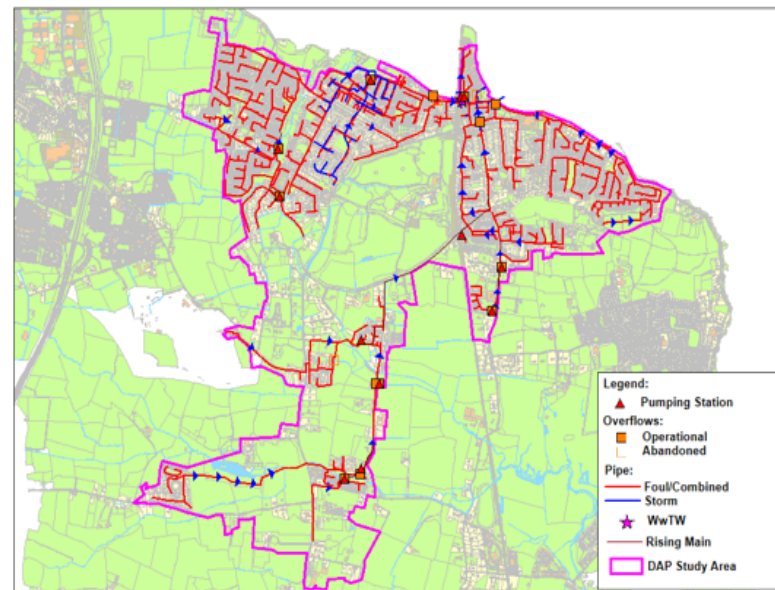 Legend:
Pumping Station
Overflows:
Operational
Abandoned
Pipe:
Foul/Combined
Storm
WwTW
Rising Main
DAP Study Area